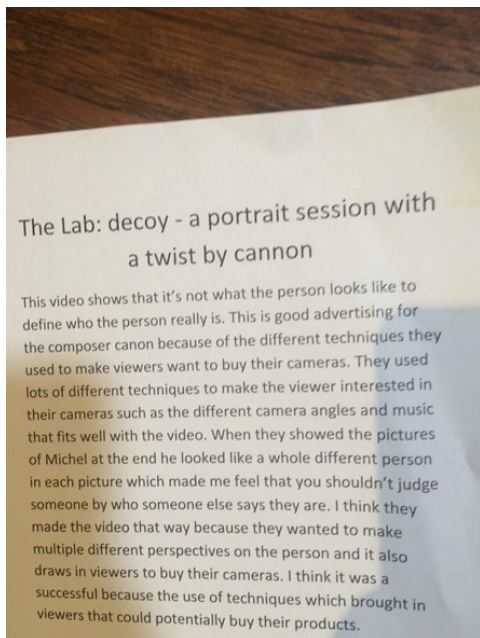 The Lab: decoy - a portrait session with
a twist by cannon
This video shows that it's not what the person looks like to
define who the person really is. This is good advertising for
the composer canon because of the different techniques they
used to make viewers want to buy their cameras. They used
lots of different techniques to make the viewer interested in
their cameras such as the different camera angles and music
that fits well with the video. When they showed the pictures
of Michel at the end he looked like a whole different person
in each picture which made me feel that you shouldn't judge
someone by who someone else says they are. I think they
made the video that way because they wanted to make
multiple different perspectives on the person and it also
draws in viewers to buy their cameras. I think it was a
successful because the use of techniques which brought in
viewers that could potentially buy their products.